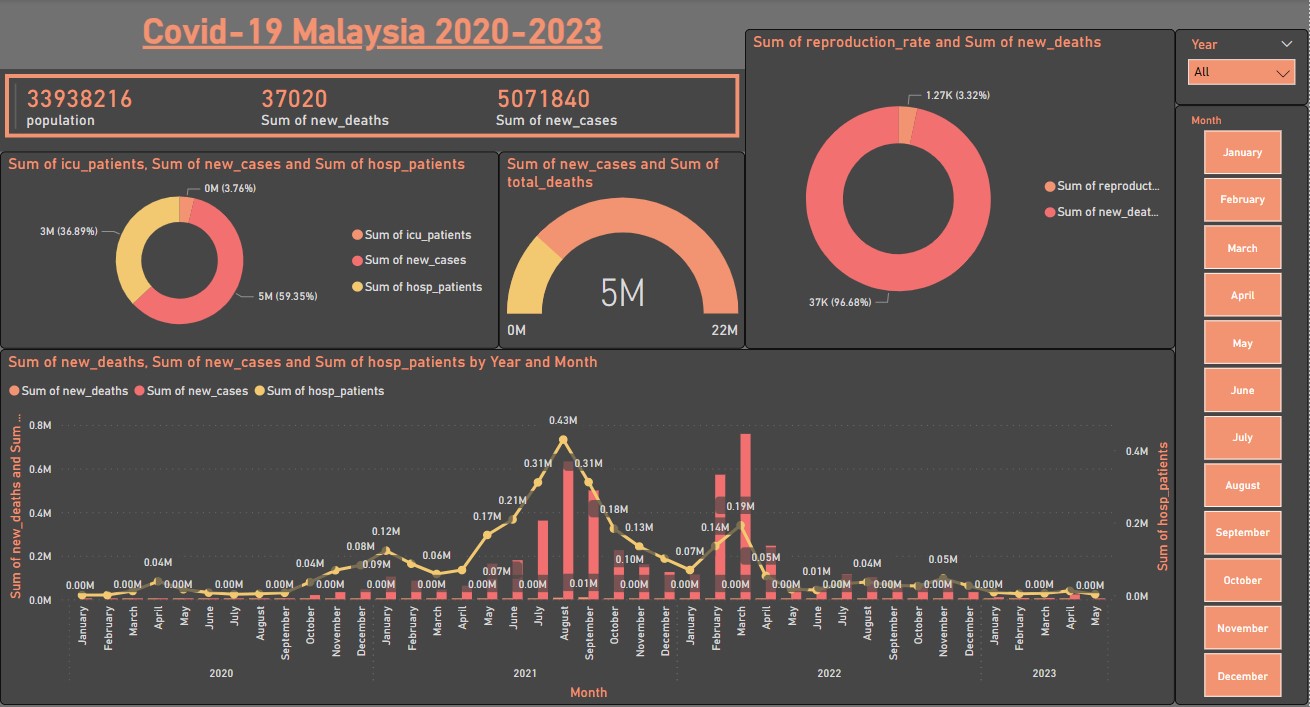 Covid-19 Malaysia 2020-2023
33938216
population
37020
Sum of new_deaths
5071840
Sum of new_cases
Sum of icu_patients, Sum of new_cases and Sum of hosp_patients
0M (3.76%)
3M (36.89%)
5M (59.35%)
Sum of icu_patients
Sum of new_cases
Sum of hosp_patients
Sum of new_cases and Sum of
total_deaths
5M
0M
22M
Sum of reproduction_rate and Sum of new_deaths
1.27K (3.32%)
37K (96.68%)
Sum of reproduct...
Sum of new_deat...
Year
All
Month
January
February
March
April
May
June
July
August
September
October
November
December
Sum of new_deaths, Sum of new_cases and Sum of hosp_patients by Year and Month
Sum of new_deaths Sum of new_cases Sum of hosp_patients
Sum of new_deaths and Sum ...
0.8M
0.6M
0.4M
0.2M
0.0M
0.43M
0.31M
0.31M
0.21M
0.17M
0.18M
0.19M
0.12M
0.13M
0.14M
0.08M
0.06M
0.07M
0.10M
0.07M
0.05M
0.04M
0.04M
0.09M
0.01M
0.04M
0.05M
0.00M 0.00M 0.00M 0.00M 0.00M 0.00M 0.00M 0.00M 0.00M 0.01M 0.00M 0.00M 0.00M 0.00M 0.00M 0.00M 0.00M 0.00M 0.00M
0.4M
0.2M
0.0M
Sum of hosp_patients
January February March April May June July August September October November December January February March April May June July August September October November December January February March April May June July August September October November December January February March April May
2020 2021 2022 2023
Month